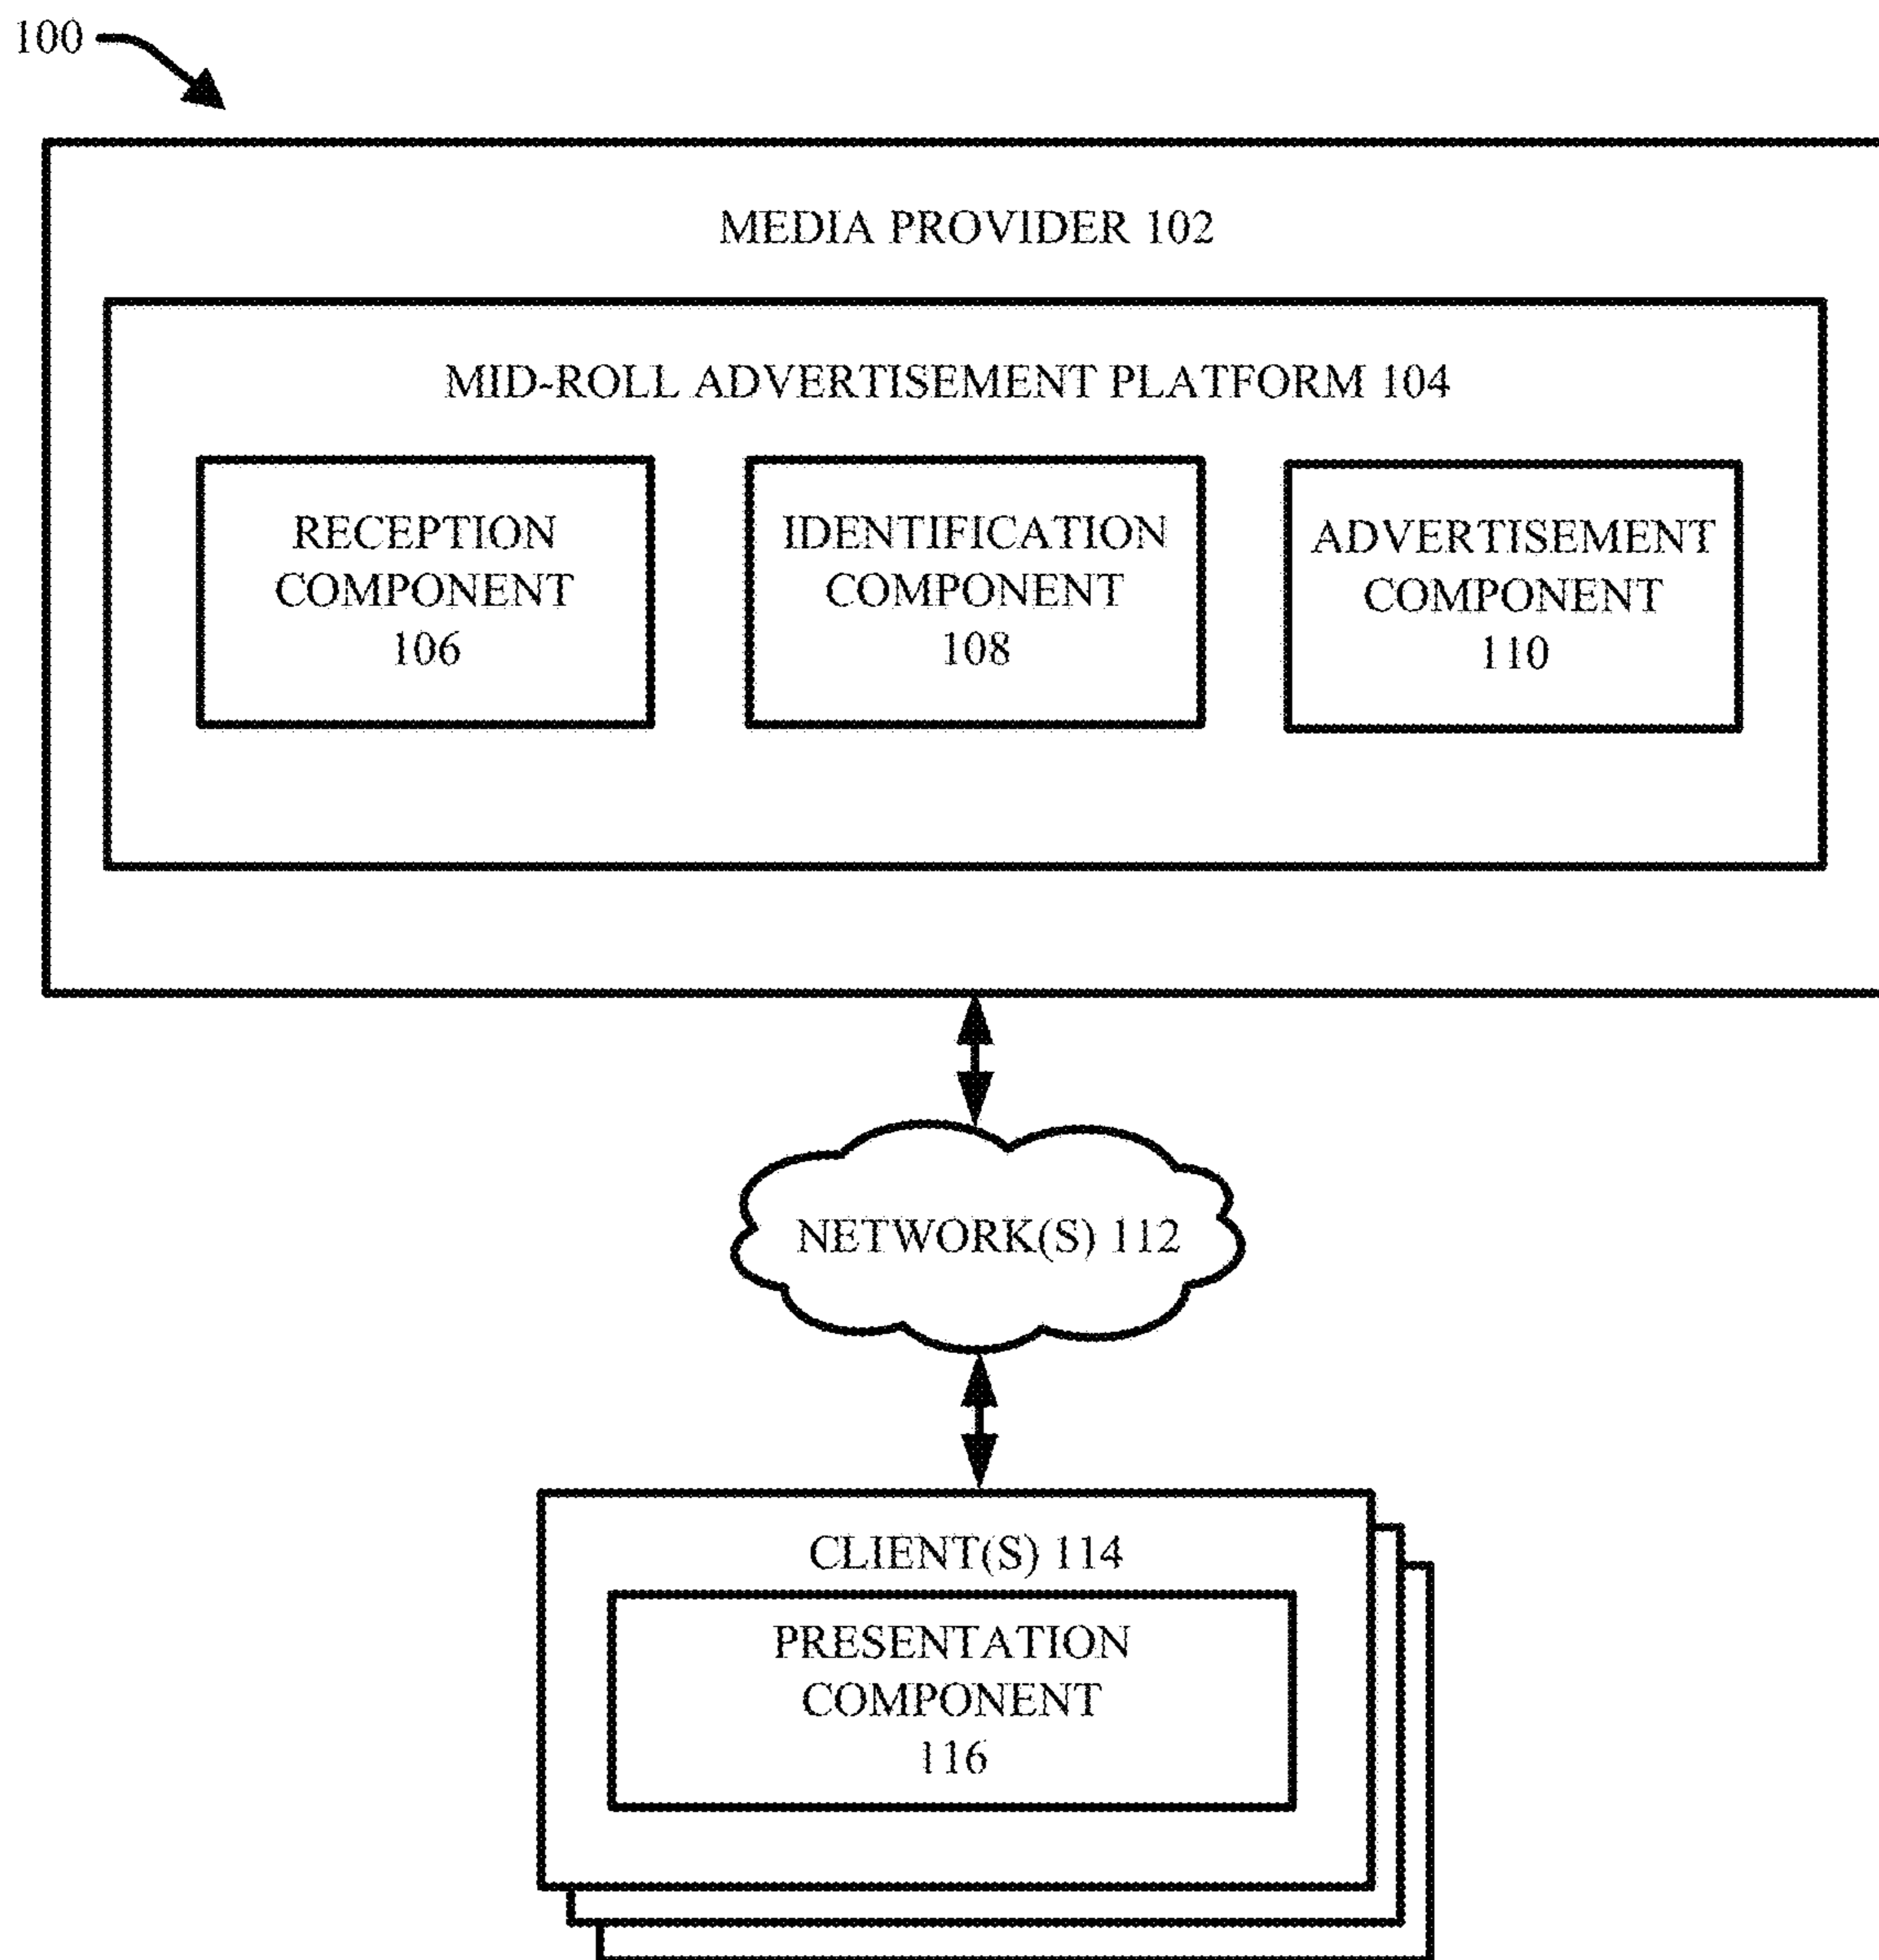 100
MEDIA PROVIDER 102
MID-ROLL ADVERTISEMENT PLATFORM 104
RECEPTION
COMPONENT
106
IDENTIFICATION
COMPONENT
108
ADVERTISEMENT
COMPONENT
110
NETWORK(S) 112
CLIENT(S) 114
PRESENTATION
COMPONENT
116